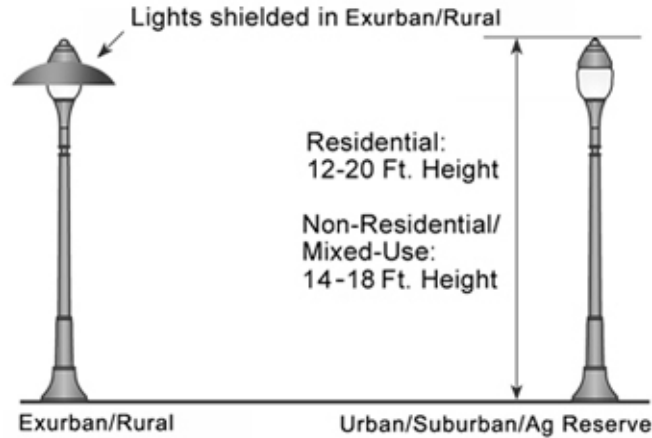 Lights shielded in Exurban/Rural
Residential:
12-20 Ft. Height
Non-Residential/
Mixed-Use:
14-18 Ft. Height
Exurban/Rural
Urban/Suburban/Ag Reserve